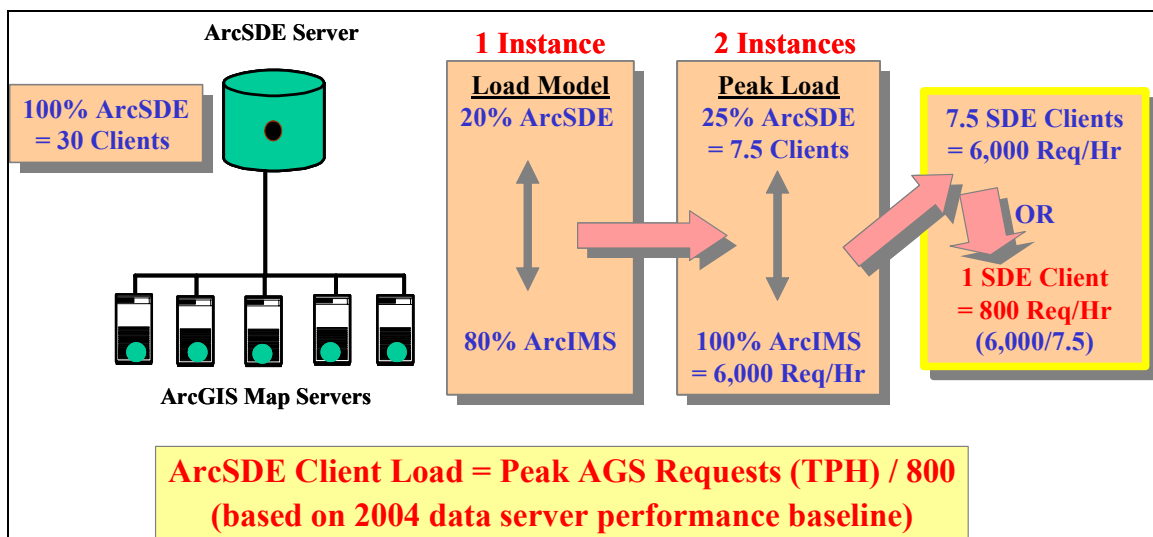 ArcSDE Server
100% ArcSDE
= 30 Clients
ArcGIS Map Servers
1 Instance
Load Model
20% ArcSDE
80% ArcIMS
2 Instances
Peak Load
25% ArcSDE
= 7.5 Clients
100% ArcIMS
= 6,000 Req/Hr
7.5 SDE Clients
= 6,000 Req/Hr
OR
1 SDE Client
= 800 Req/Hr
(6,000/7.5)
ArcSDE Client Load = Peak AGS Requests (TPH) / 800
(based on 2004 data server performance baseline)